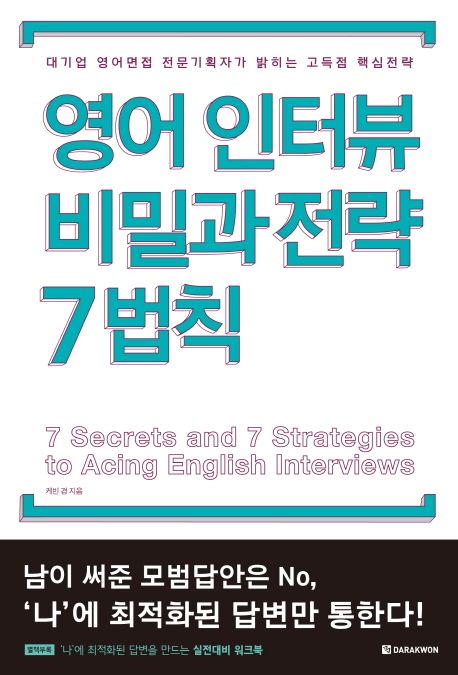 대기업 영어면접 전문기획자가 밝히는 고득점 핵심전략
영어 인터뷰
비밀과 전략
7법칙
7 Secrets and 7 Strategies
to Acing English Interviews
케빈 경 지음
남이 써준 모범답안은 No,
‘나’에 최적화된 답변만 통한다!
별책부록 ‘나’에 최적화된 답변을 만드는 실전대비 워크북
DARAKWON